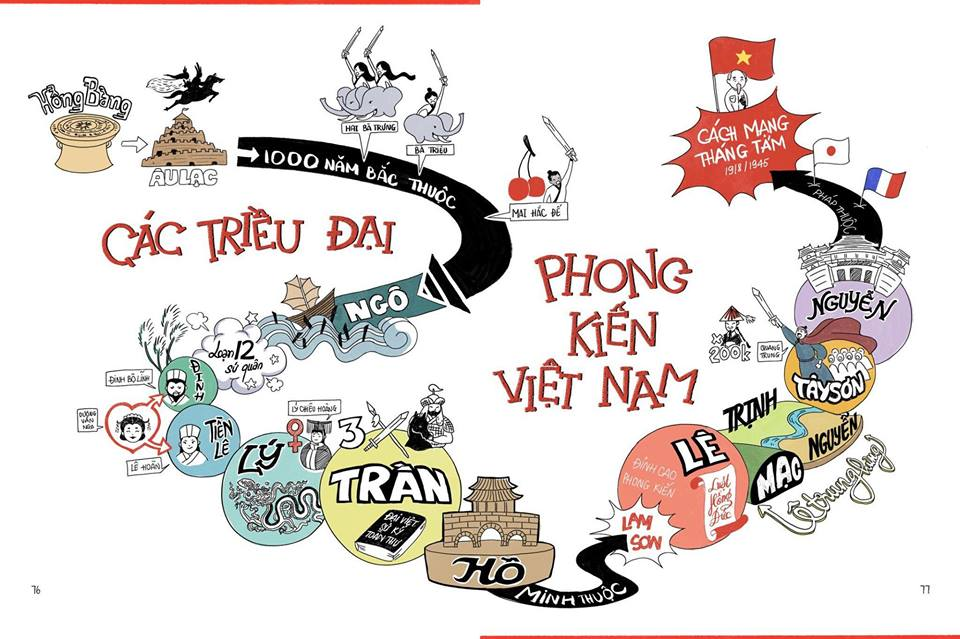 Hồng Bàng
ÂU LẠC
1000 NĂM BẮC THUỘC
HAI BÀ TRƯNG
BÀ TRIỆU
MAI HẮC ĐẾ
CÁC TRIỀU ĐẠI
PHONG
KIẾN
VIỆT NAM
NGÔ
Loạn 12
sứ quân
ĐINH
ĐINH BỘ LĨNH
DƯƠNG
VÂN
NGA
LÊ HOÀN
TIỀN
LÊ
LÝ
LÝ CHIÊU HOÀNG
3
TRẦN
ĐẠI VIỆT
SỬ KÝ
TOÀN THƯ
HỒ
MINH THUỘC
LAM
SƠN
LÊ
ĐỈNH CAO
PHONG KIẾN
Luật
Hồng
Đức
MẠC
TRỊNH
NGUYỄN
Lê trung hưng
TÂY SƠN
QUANG
TRUNG
x
200k
NGUYỄN
PHÁP THUỘC
CÁCH MẠNG
THÁNG TÁM
19/8/1945
76
77